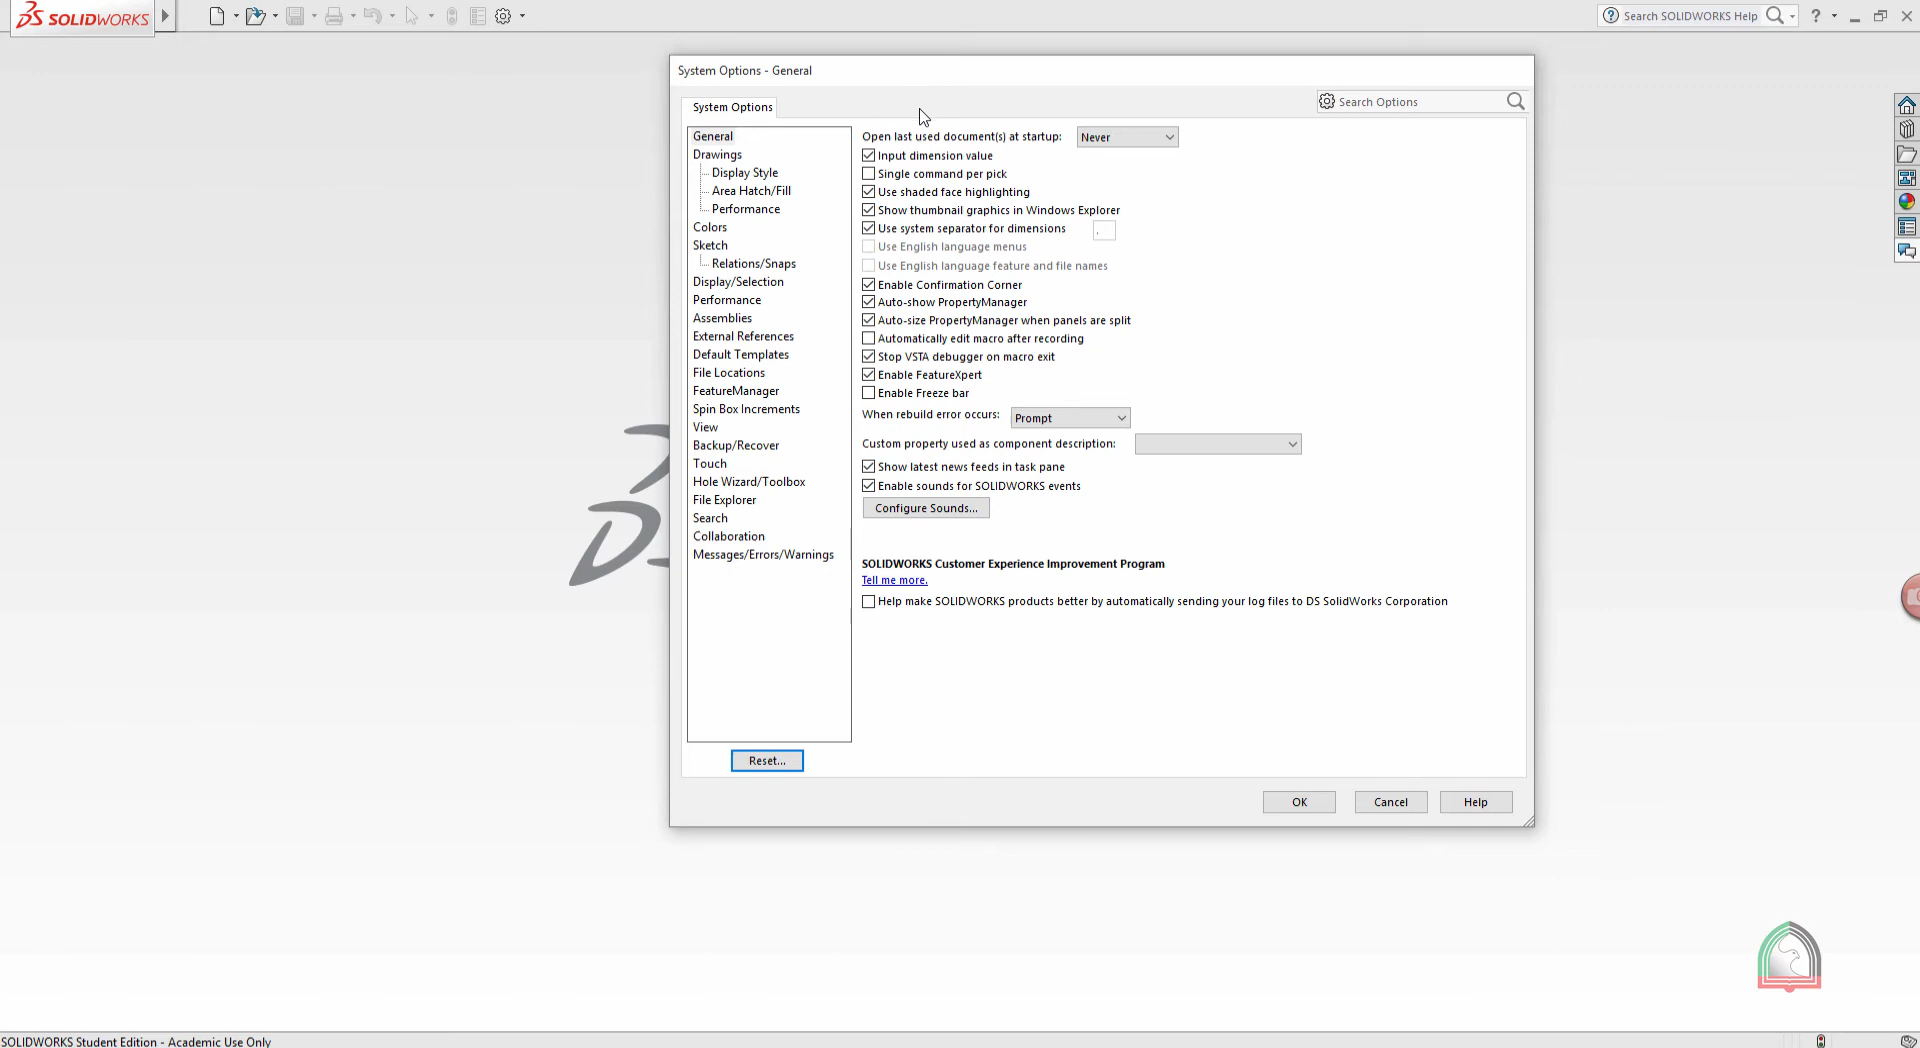 SOLIDWORKS
Search SOLIDWORKS Help
?
System Options - General
System Options
Search Options
General
Drawings
Display Style
Area Hatch/Fill
Performance
Colors
Sketch
Relations/Snaps
Display/Selection
Performance
Assemblies
External References
Default Templates
File Locations
FeatureManager
Spin Box Increments
View
Backup/Recover
Touch
Hole Wizard/Toolbox
File Explorer
Search
Collaboration
Messages/Errors/Warnings
Reset...
Open last used document(s) at startup: Never
Input dimension value
Single command per pick
Use shaded face highlighting
Show thumbnail graphics in Windows Explorer
Use system separator for dimensions .
Use English language menus
Use English language feature and file names
Enable Confirmation Corner
Auto-show PropertyManager
Auto-size PropertyManager when panels are split
Automatically edit macro after recording
Stop VSTA debugger on macro exit
Enable FeatureXpert
Enable Freeze bar
When rebuild error occurs: Prompt
Custom property used as component description:
Show latest news feeds in task pane
Enable sounds for SOLIDWORKS events
Configure Sounds...
SOLIDWORKS Customer Experience Improvement Program
Tell me more.
Help make SOLIDWORKS products better by automatically sending your log files to DS SolidWorks Corporation
OK Cancel Help
SOLIDWORKS Student Edition - Academic Use Only